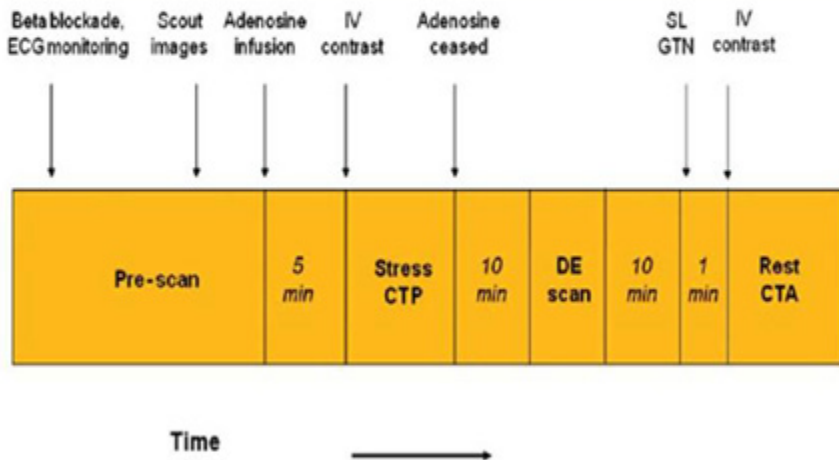 Beta blockade,
ECG monitoring
Scout
images
Adenosine
infusion
IV
contrast
Adenosine
ceased
SL
GTN
IV
contrast
Pre-scan
5
min
Stress
CTP
10
min
DE
scan
10
min
1
min
Rest
CTA
Time